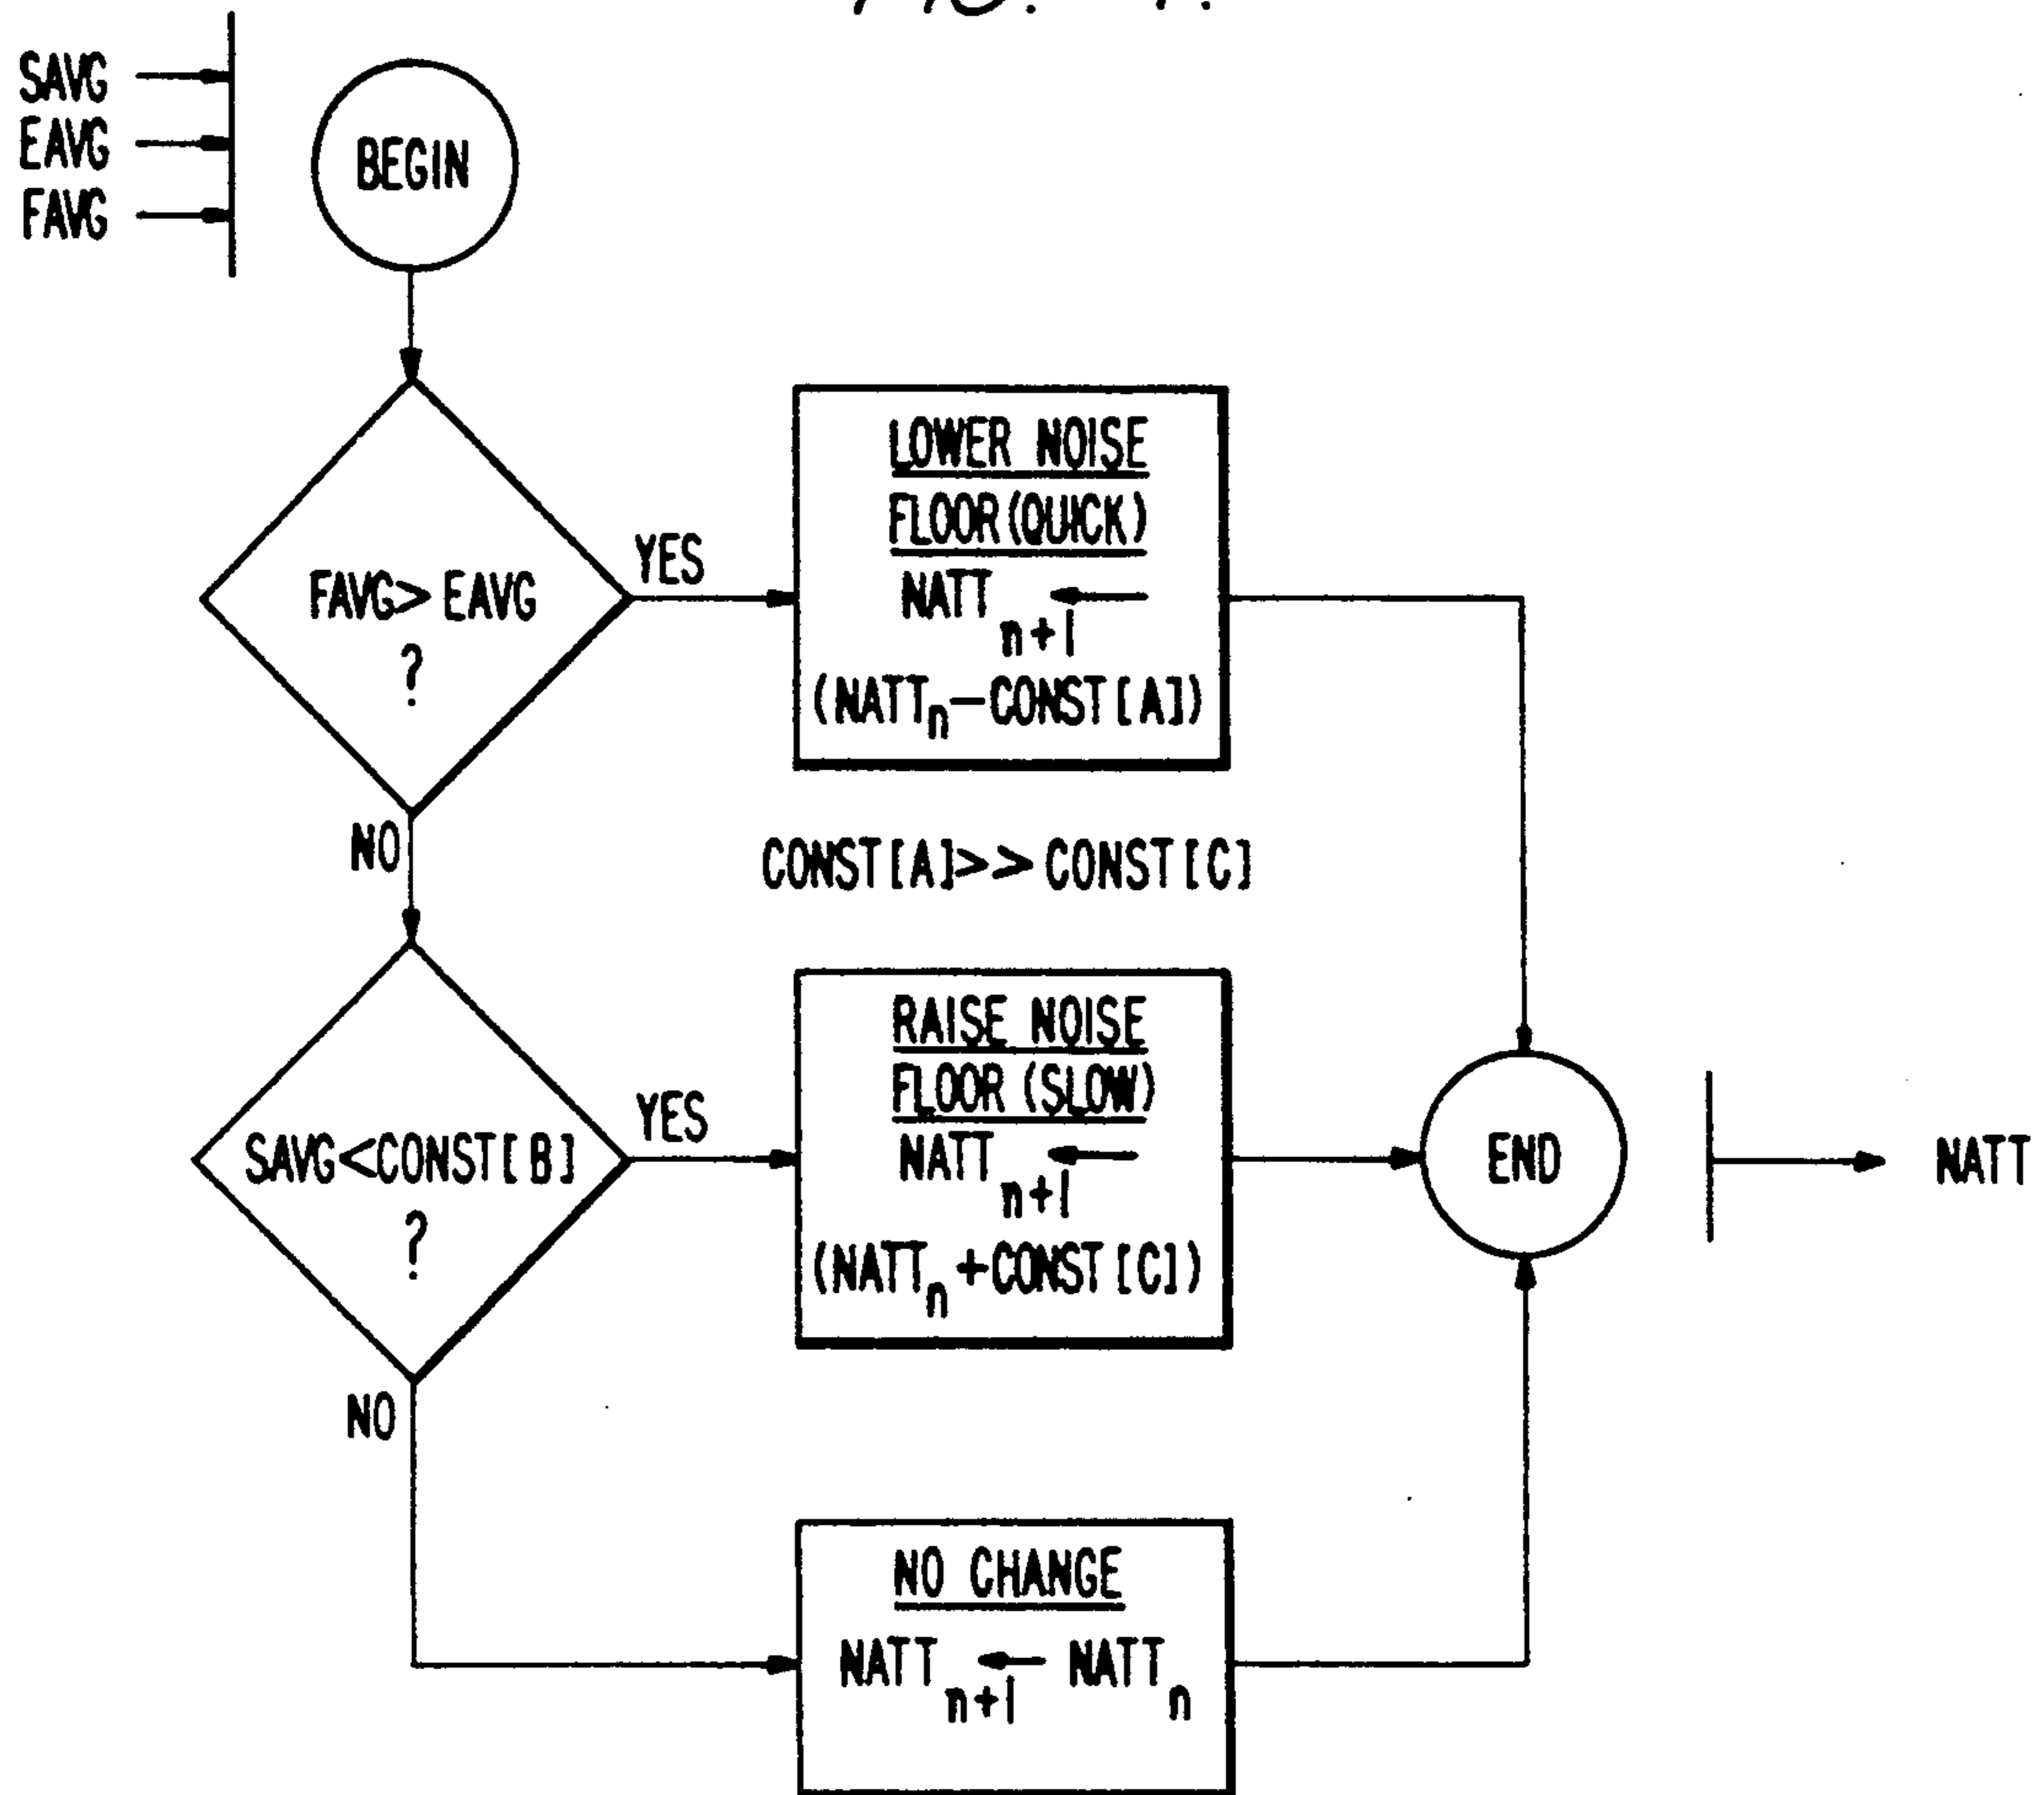 SAVG
EAVG
FAVG
BEGIN
FAVG> EAVG
?
YES
NO
LOWER NOISE
FLOOR(QUICK)
NATT n+1 ←
(NATTn−CONST[A])
CONST[A]>> CONST[C]
SAVG<CONST[B]
?
YES
NO
RAISE NOISE
FLOOR (SLOW)
NATT n+1 ←
(NATTn+CONST[C])
END
NATT
NO CHANGE
NATT n+1 ← NATT n